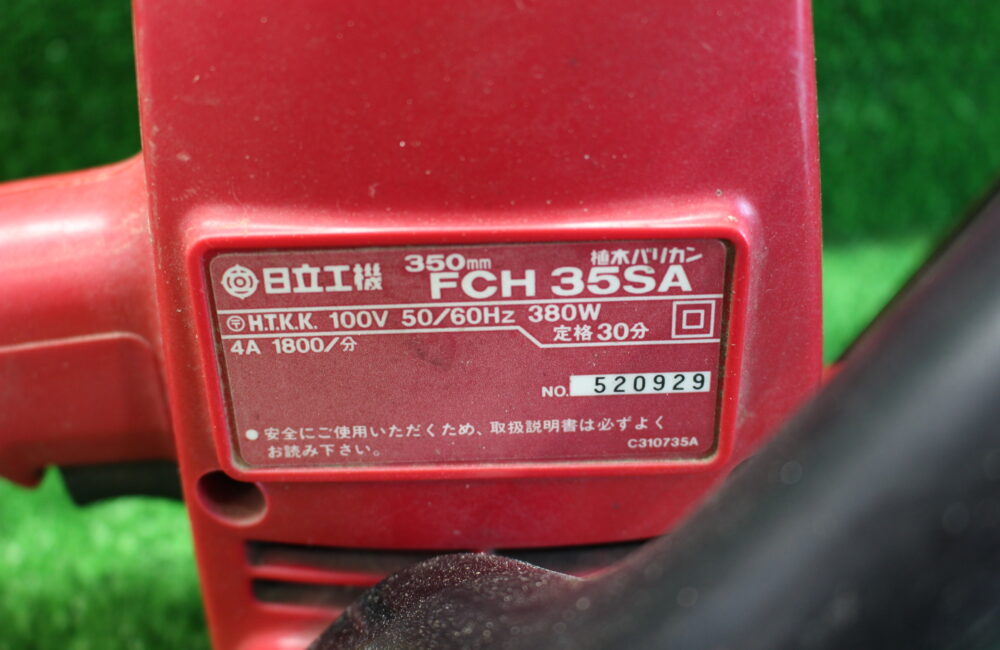 日立工機 350mm FCH 35SA 植木バリカン
〒 H.T.K.K. 100V 50/60Hz 380W
4A 1800/分 定格30分
NO. 520929
●安全にご使用いただくため、取扱説明書は必ずよく
お読み下さい。
C310735A